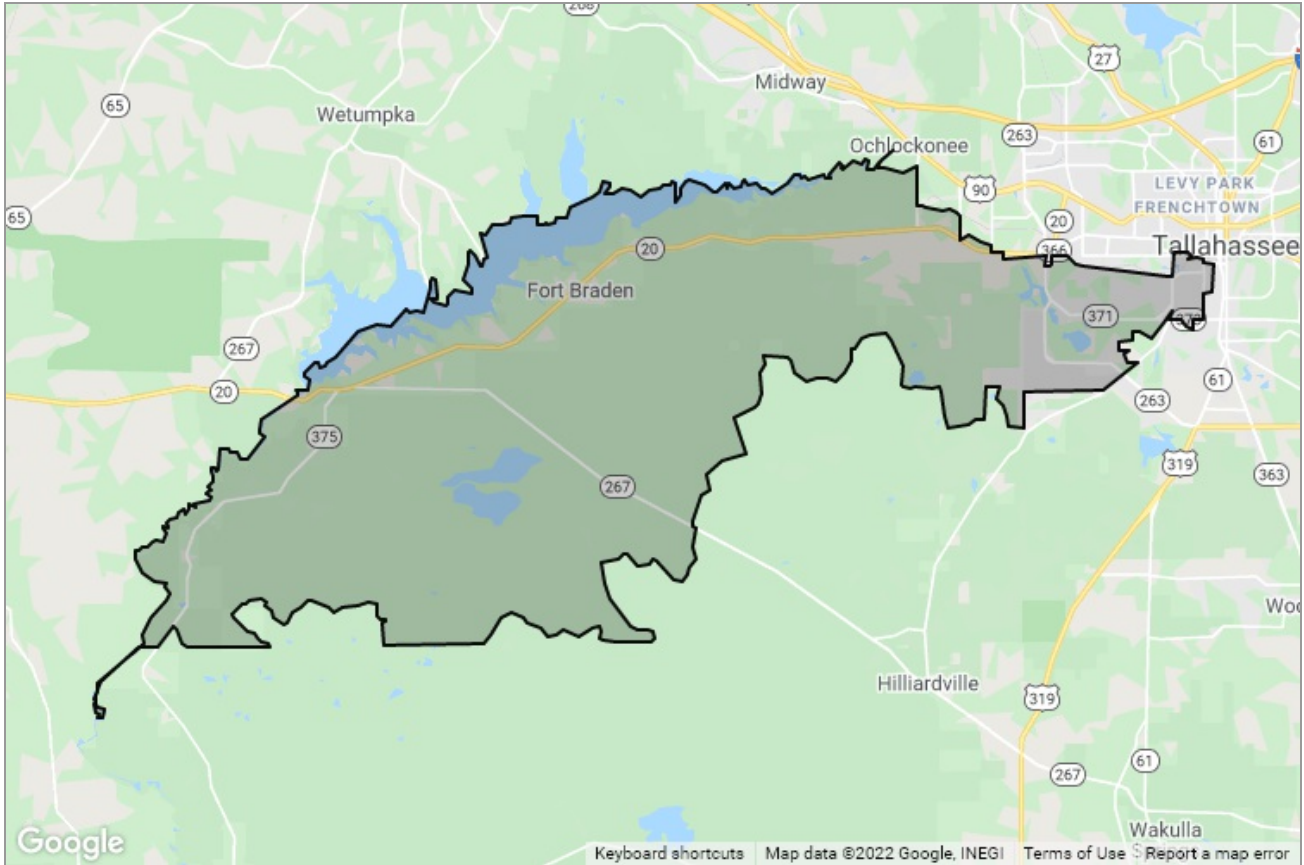 268
27
65
Midway
Wetumpka
263
61
Ochlockonee
90
LEVY PARK
FRENCHTOWN
65
20
20
366
Tallahassee
Fort Braden
371
373
267
20
61
263
375
319
363
267
Hilliardville
319
61
267
Wakulla
Google
Keyboard shortcuts
Map data ©2022 Google, INEGI
Terms of Use
Report a map error